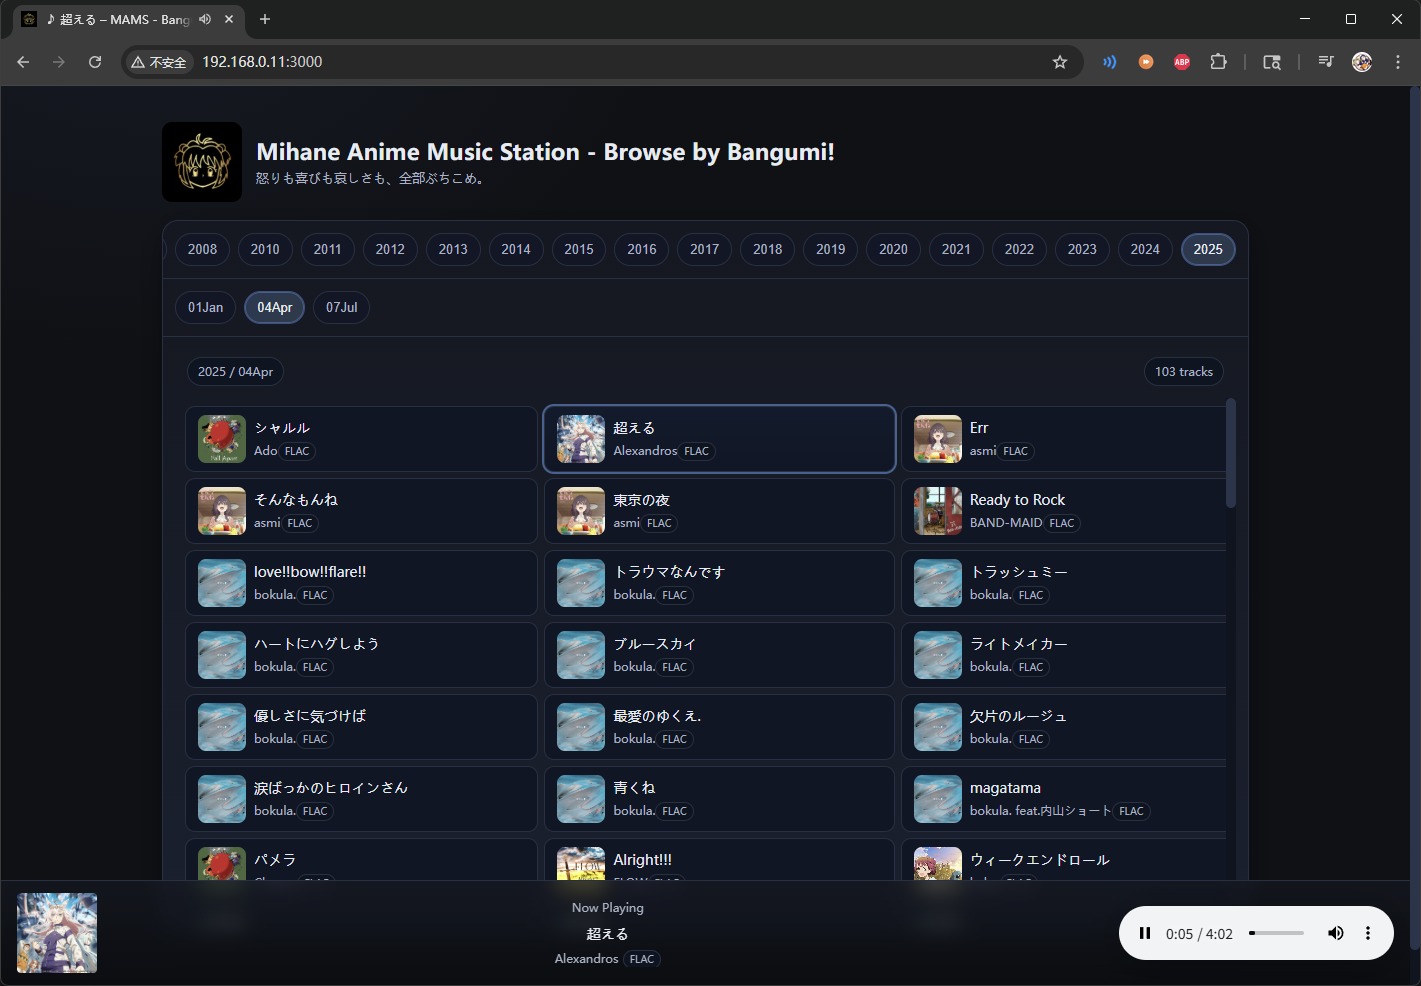 ♪ 超える – MAMS - Bang
不安全
192.168.0.11:3000
ABP
Mihane Anime Music Station - Browse by Bangumi!
怒りも喜びも哀しさも、全部ぶちこめ。
2008 2010 2011 2012 2013 2014 2015 2016 2017 2018 2019 2020 2021 2022 2023 2024 2025
01Jan 04Apr 07Jul
2025 / 04Apr
103 tracks
シャルル
Ado FLAC
超える
Alexandros FLAC
Err
asmi FLAC
そんなもんね
asmi FLAC
東京の夜
asmi FLAC
Ready to Rock
BAND-MAID FLAC
love!!bow!!flare!!
bokula. FLAC
トラウマなんです
bokula. FLAC
トラッシュミー
bokula. FLAC
ハートにハグしよう
bokula. FLAC
ブルースカイ
bokula. FLAC
ライトメイカー
bokula. FLAC
優しさに気づけば
bokula. FLAC
最愛のゆくえ.
bokula. FLAC
欠片のルージュ
bokula. FLAC
涙ばっかのヒロインさん
bokula. FLAC
青くね
bokula. FLAC
magatama
bokula. feat.内山ショート FLAC
パメラ
Alright!!!
ウィークエンドロール
Now Playing
超える
Alexandros FLAC
0:05 / 4:02